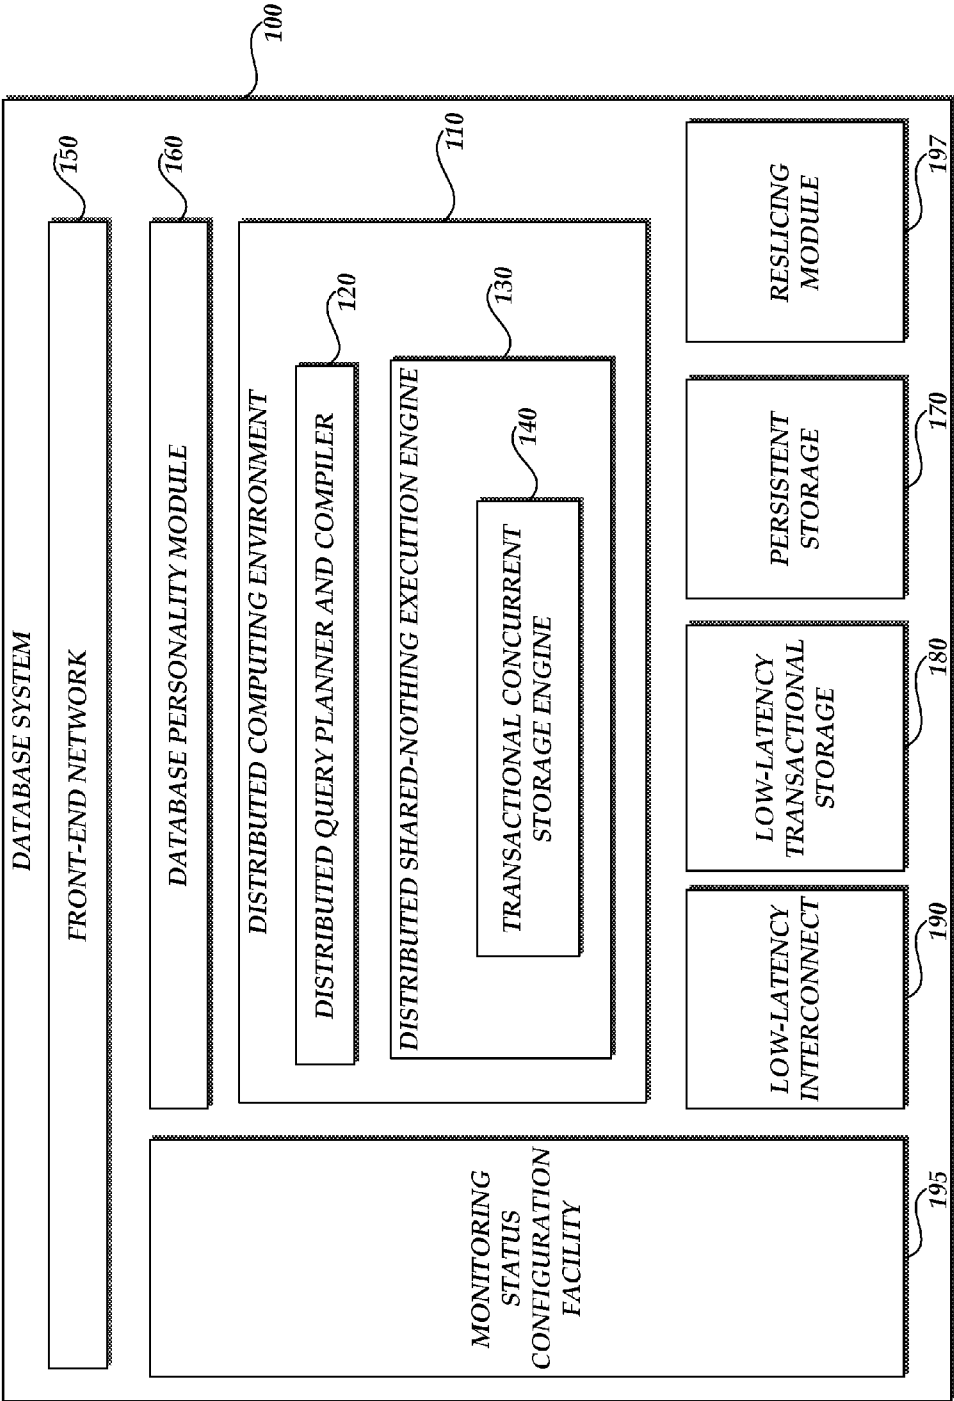 DATABASE SYSTEM
100
FRONT-END NETWORK
150
DATABASE PERSONALITY MODULE
160
DISTRIBUTED COMPUTING ENVIRONMENT
110
DISTRIBUTED QUERY PLANNER AND COMPILER
120
DISTRIBUTED SHARED-NOTHING EXECUTION ENGINE
130
TRANSACTIONAL CONCURRENT
STORAGE ENGINE
140
MONITORING
STATUS
CONFIGURATION
FACILITY
195
LOW-LATENCY
INTERCONNECT
190
LOW-LATENCY
TRANSACTIONAL
STORAGE
180
PERSISTENT
STORAGE
170
RESLICING
MODULE
197